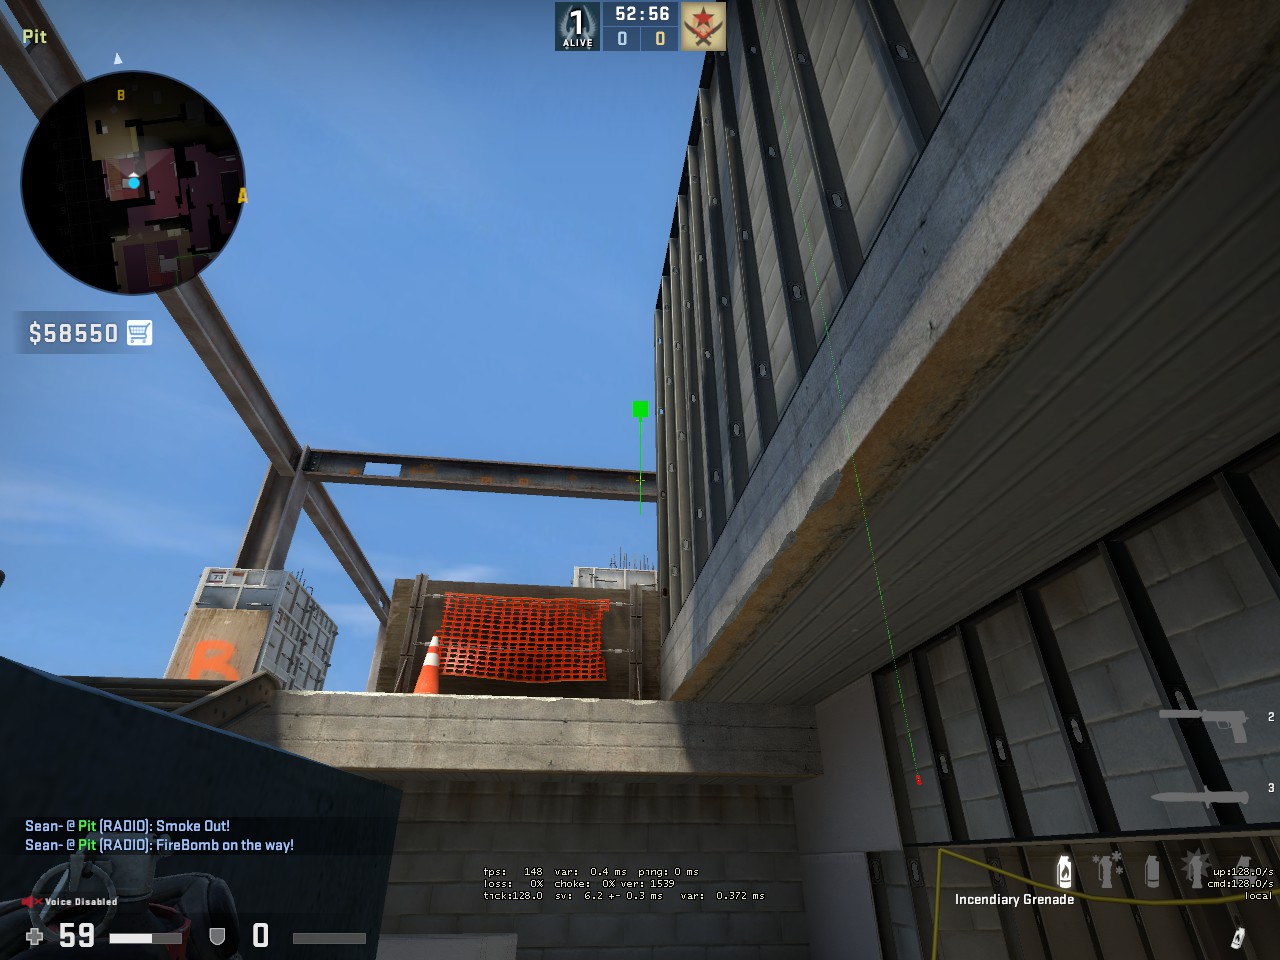 Pit
1
ALIVE
52:56
0 0
B
A
$58550
73
B
2
3
Sean- @ Pit (RADIO): Smoke Out!
Sean- @ Pit (RADIO): FireBomb on the way!
fps: 148 var: 0.4 ms ping: 0 ms
loss: 0% choke: 0% ver: 1539
tick:128.0 sv: 6.2 +- 0.3 ms var: 0.372 ms
up:128.0/s
cmd:128.0/s
local
Incendiary Grenade
Voice Disabled
59
0